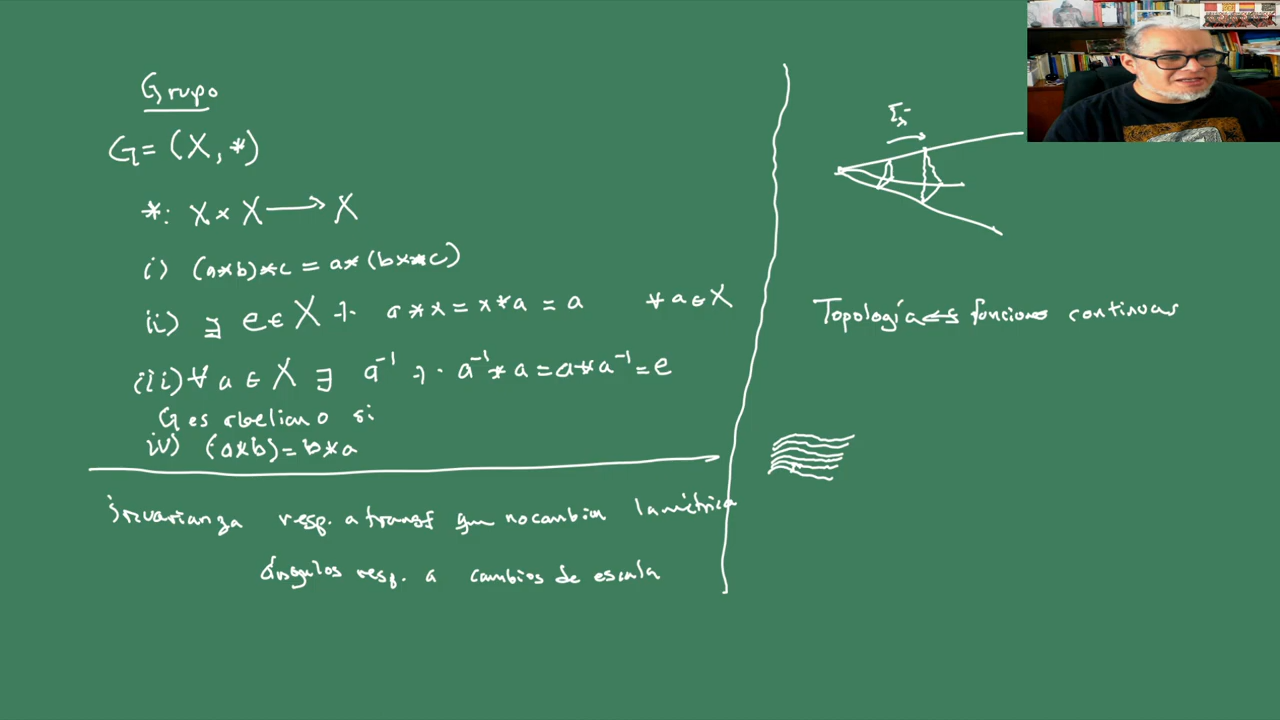 Grupo
G = (X, *)
*: X × X ⟶ X
i) (a*b)*c = a*(b**c)
ii) ∃ e ∈ X ⊣· a*x = x*a = a ∀ a ∈ X
iii) ∀ a ∈ X ∃ a⁻¹ ⊣· a⁻¹*a = a*a⁻¹ = e
G es abeliano si
iv) (a*b) = b*a
invarianza resp. a transf que no cambian la métrica
ángulos resp. a cambios de escala
Topología ⇔ funciones continuas